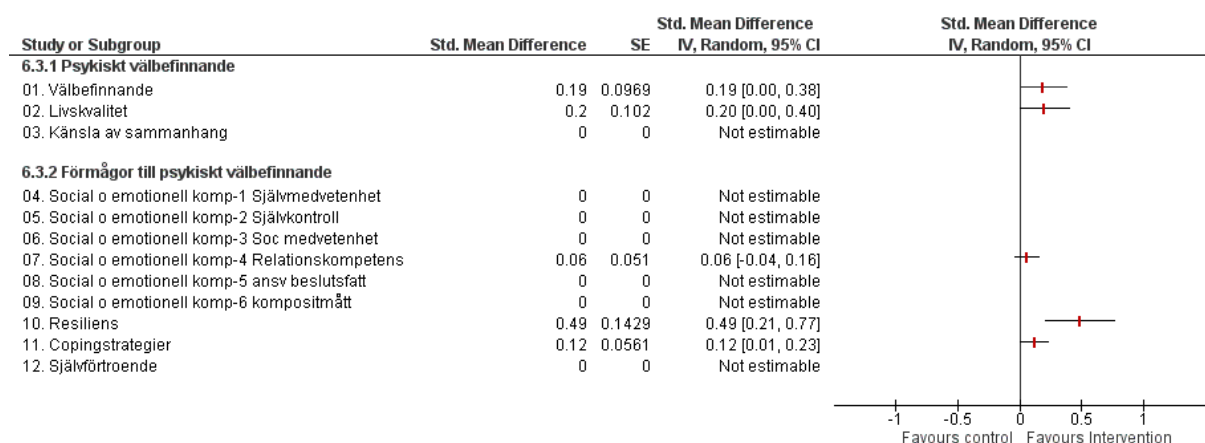 Std. Mean Difference Std. Mean Difference
Study or Subgroup Std. Mean Difference SE IV, Random, 95% CI IV, Random, 95% CI
6.3.1 Psykiskt välbefinnande
01. Välbefinnande 0.19 0.0969 0.19 [0.00, 0.38]
02. Livskvalitet 0.2 0.102 0.20 [0.00, 0.40]
03. Känsla av sammanhang 0 0 Not estimable
6.3.2 Förmågor till psykiskt välbefinnande
04. Social o emotionell komp-1 Självmedvetenhet 0 0 Not estimable
05. Social o emotionell komp-2 Självkontroll 0 0 Not estimable
06. Social o emotionell komp-3 Soc medvetenhet 0 0 Not estimable
07. Social o emotionell komp-4 Relationskompetens 0.06 0.051 0.06 [-0.04, 0.16]
08. Social o emotionell komp-5 ansv beslutsfatt 0 0 Not estimable
09. Social o emotionell komp-6 kompositmått 0 0 Not estimable
10. Resiliens 0.49 0.1429 0.49 [0.21, 0.77]
11. Copingstrategier 0.12 0.0561 0.12 [0.01, 0.23]
12. Självförtroende 0 0 Not estimable
-1 -0.5 0 0.5 1
Favours control Favours Intervention